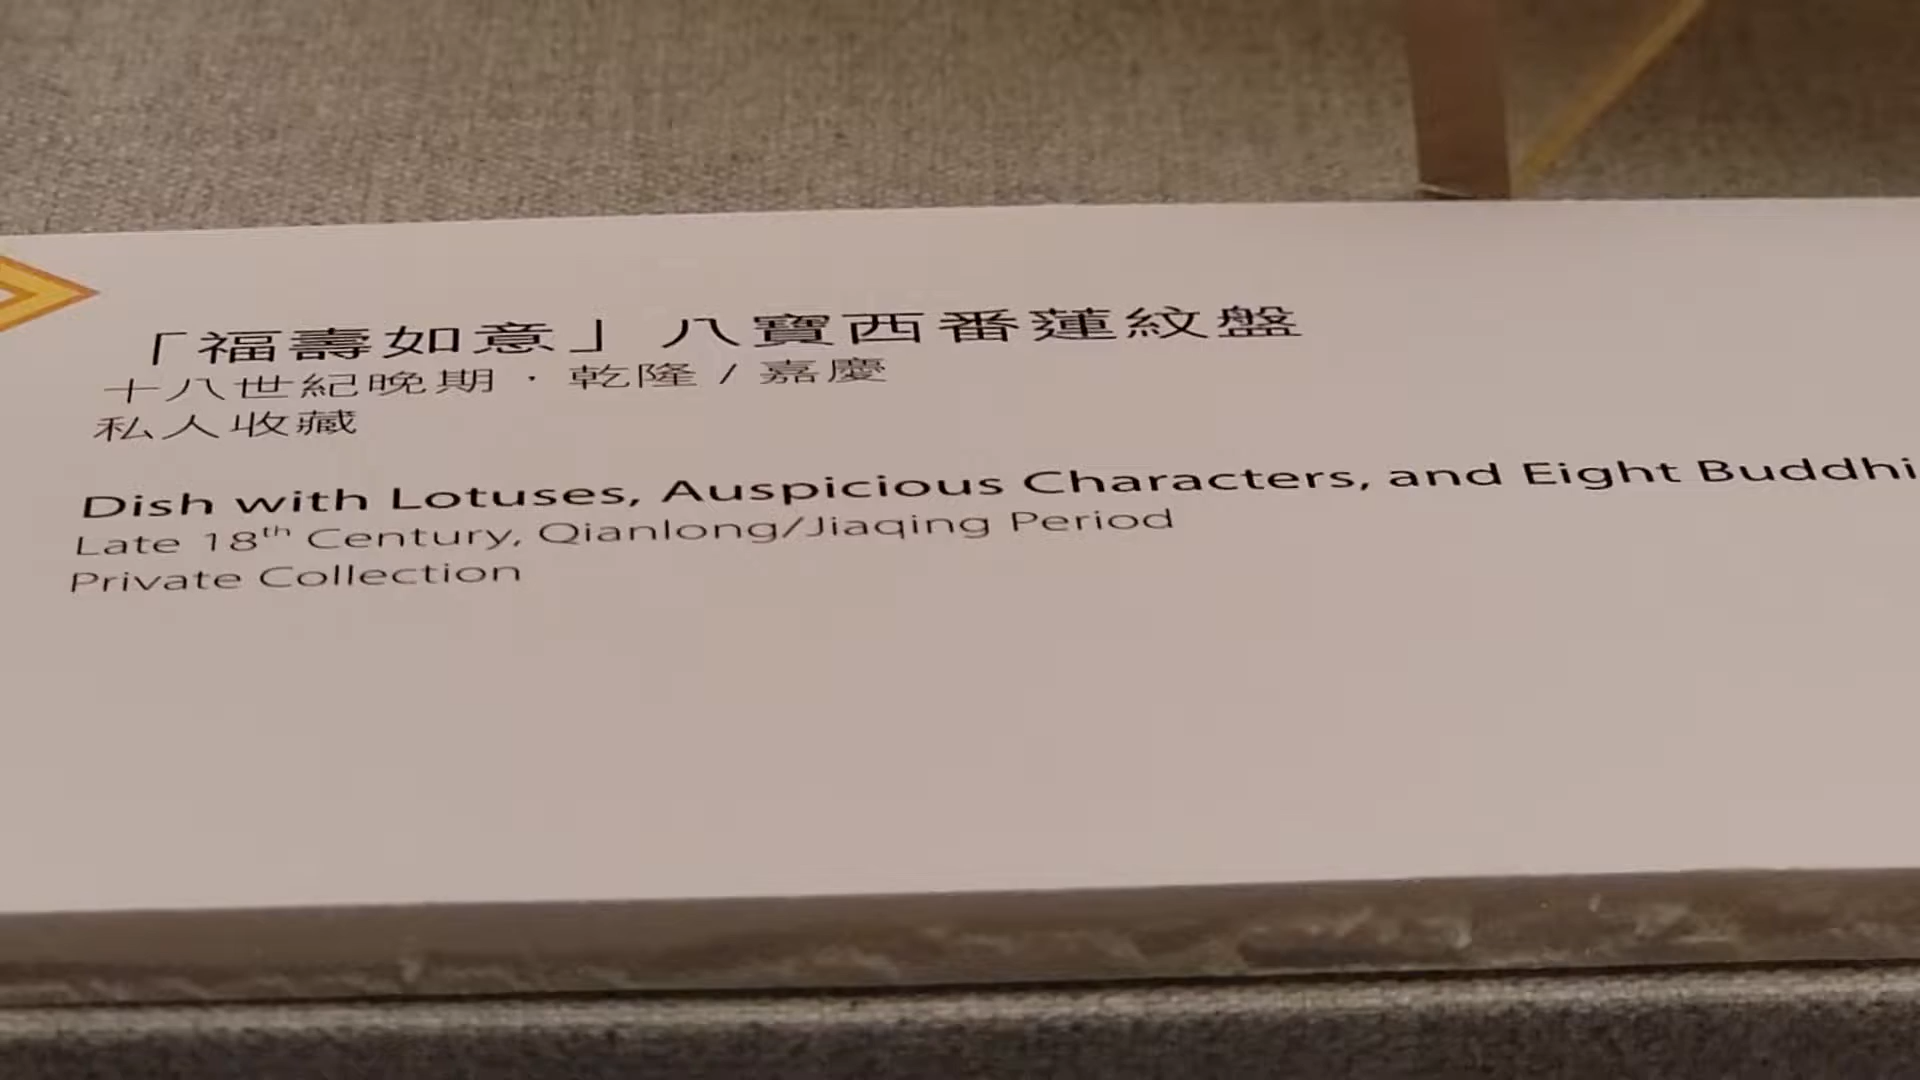 「福壽如意」八寶西番蓮紋盤
十八世紀晚期．乾隆 / 嘉慶
私人收藏
Dish with Lotuses, Auspicious Characters, and Eight Buddhi
Late 18th Century, Qianlong/Jiaqing Period
Private Collection